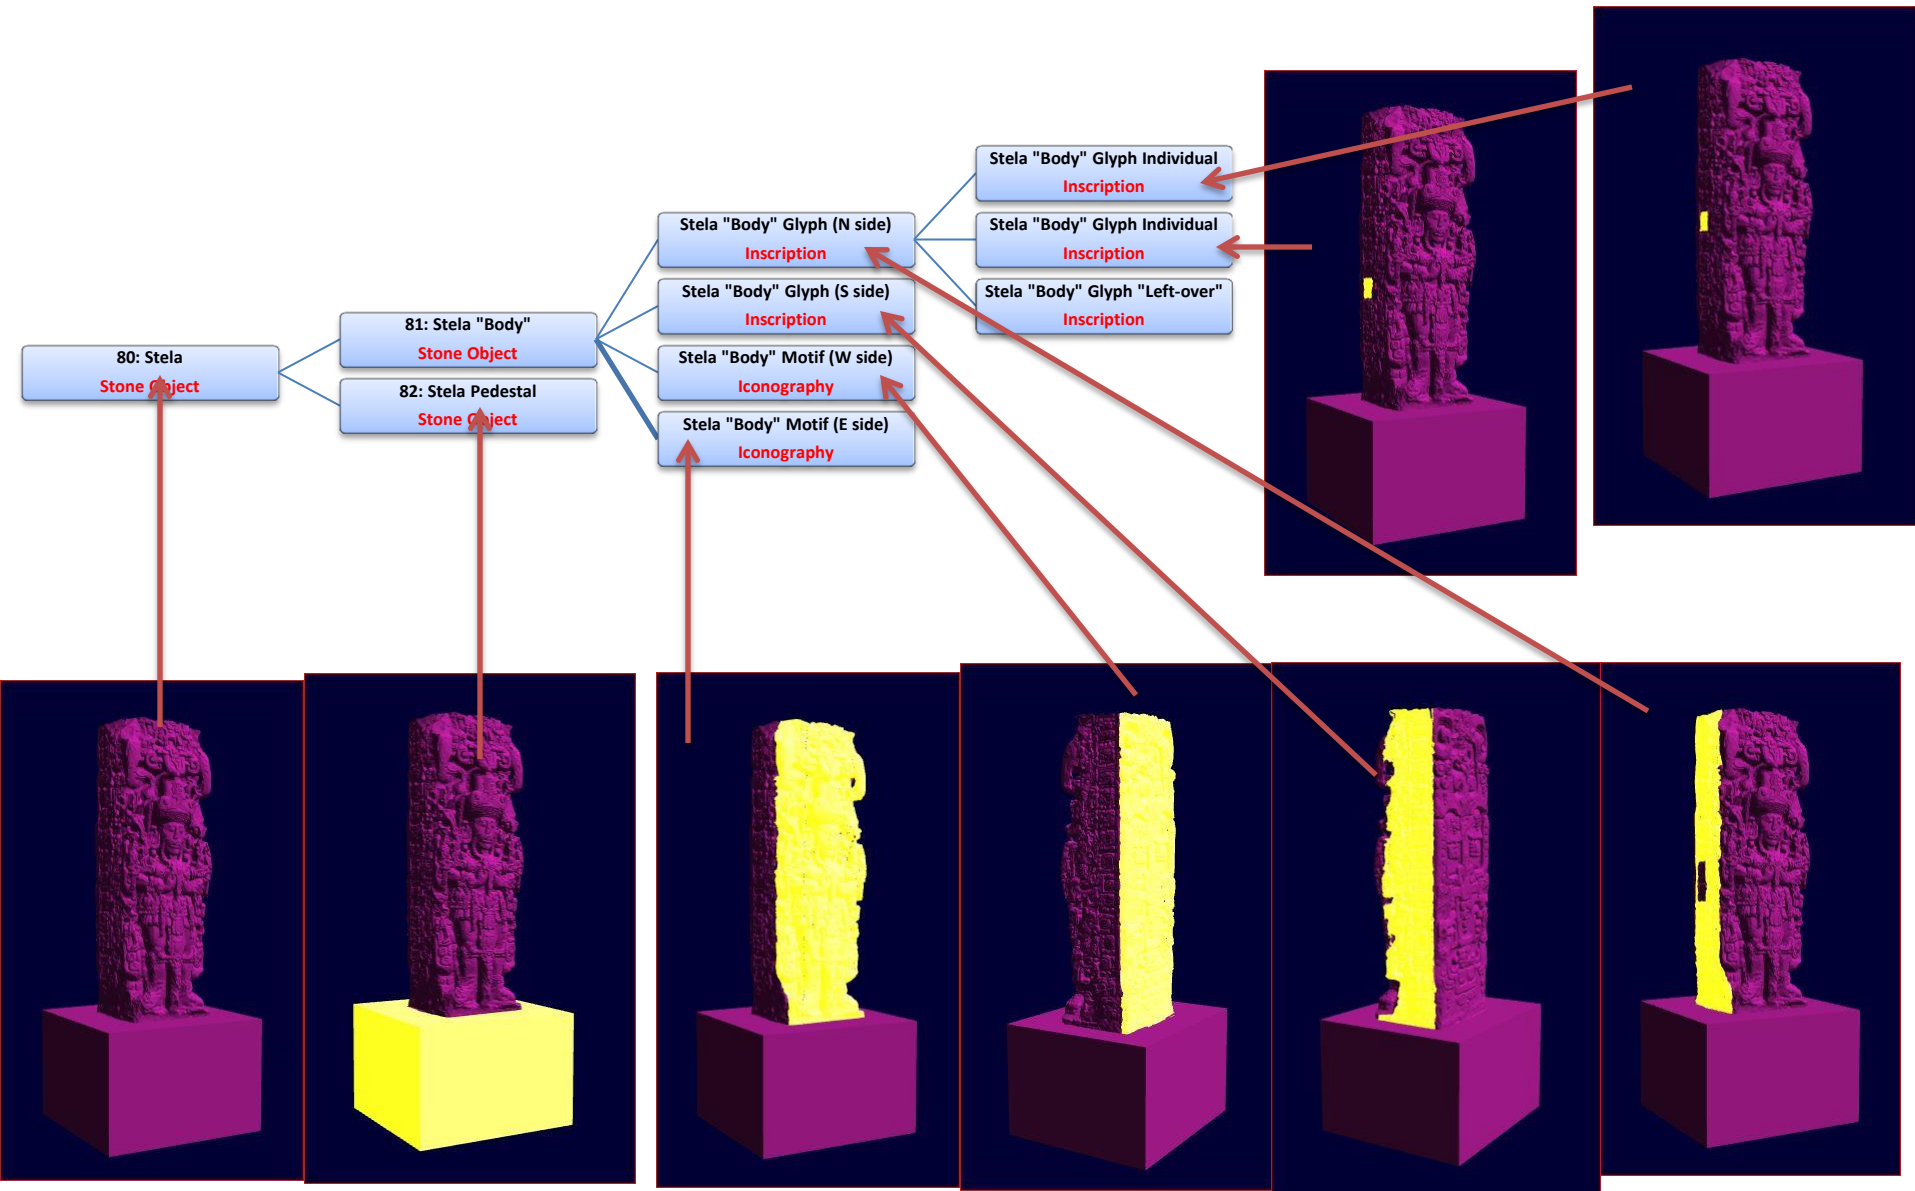 80: Stela
Stone Object
81: Stela "Body"
Stone Object
82: Stela Pedestal
Stone Object
Stela "Body" Glyph (N side)
Inscription
Stela "Body" Glyph (S side)
Inscription
Stela "Body" Motif (W side)
Iconography
Stela "Body" Motif (E side)
Iconography
Stela "Body" Glyph Individual
Inscription
Stela "Body" Glyph Individual
Inscription
Stela "Body" Glyph "Left-over"
Inscription